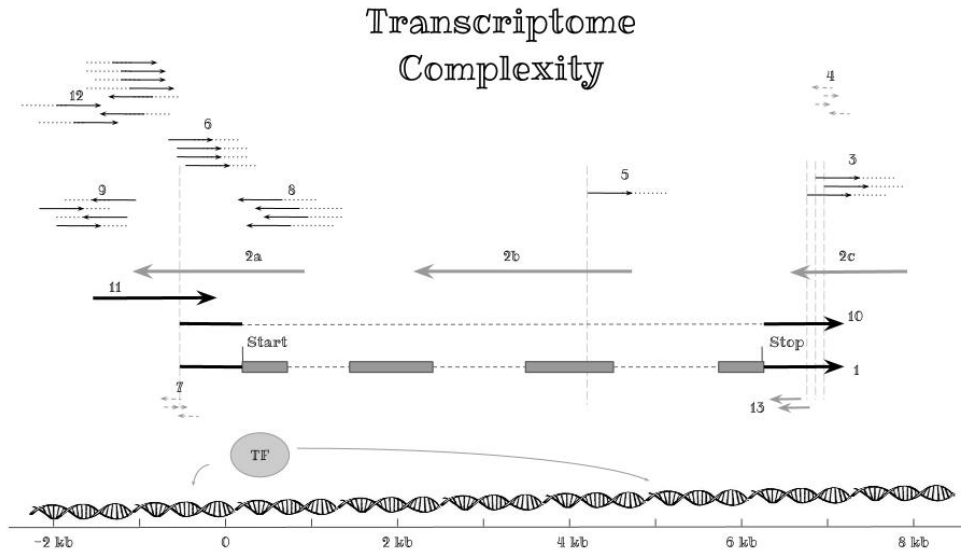 Transcriptome
Complexity
4
12
6
3
5
9
8
2a
2b
2c
11
10
Start
Stop
1
7
13
TF
-2 kb
0
2 kb
4 kb
6 kb
8 kb